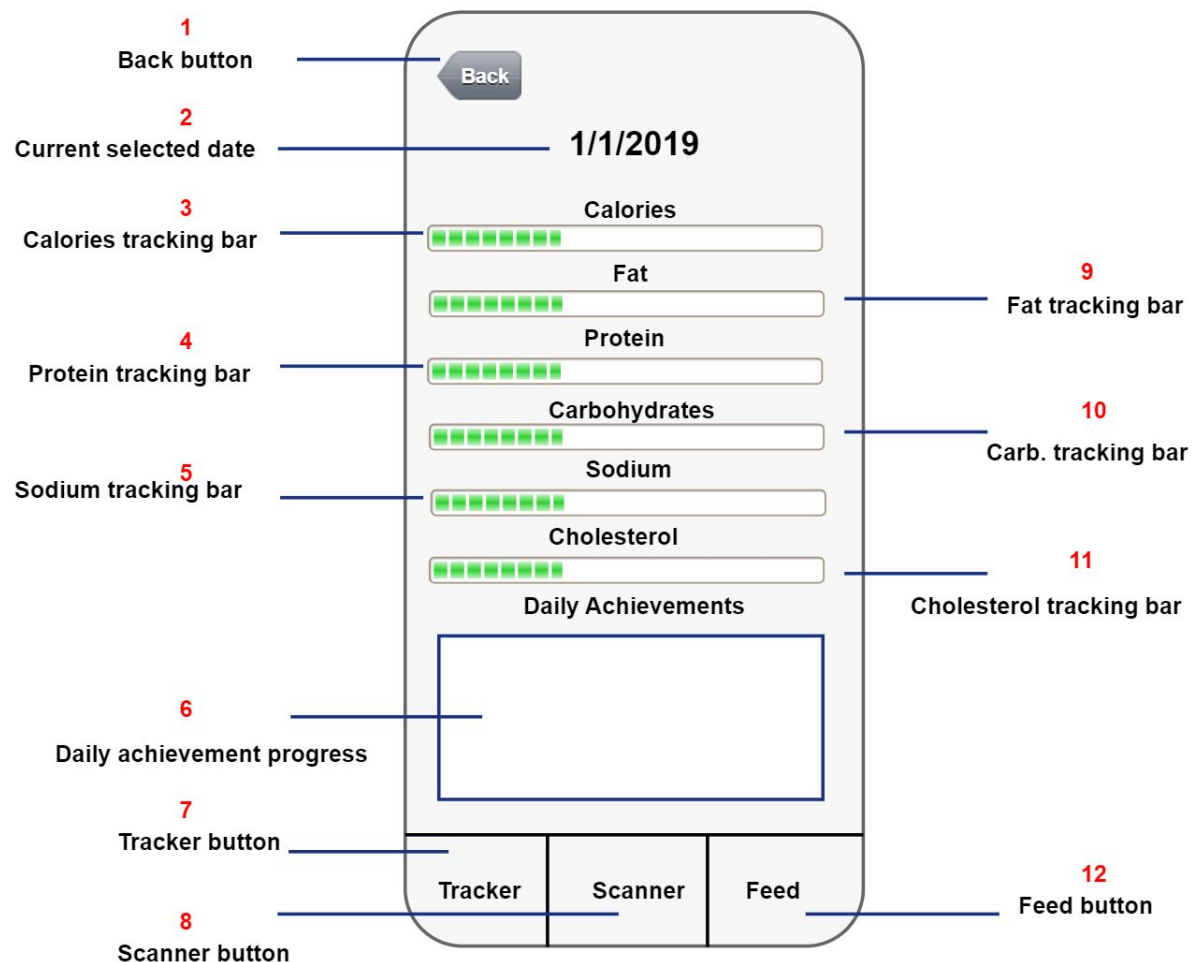 1
Back button
2
Current selected date
3
Calories tracking bar
4
Protein tracking bar
5
Sodium tracking bar
6
Daily achievement progress
7
Tracker button
8
Scanner button
Back
1/1/2019
Calories
Fat
Protein
Carbohydrates
Sodium
Cholesterol
Daily Achievements
Tracker
Scanner
Feed
9
Fat tracking bar
10
Carb. tracking bar
11
Cholesterol tracking bar
12
Feed button